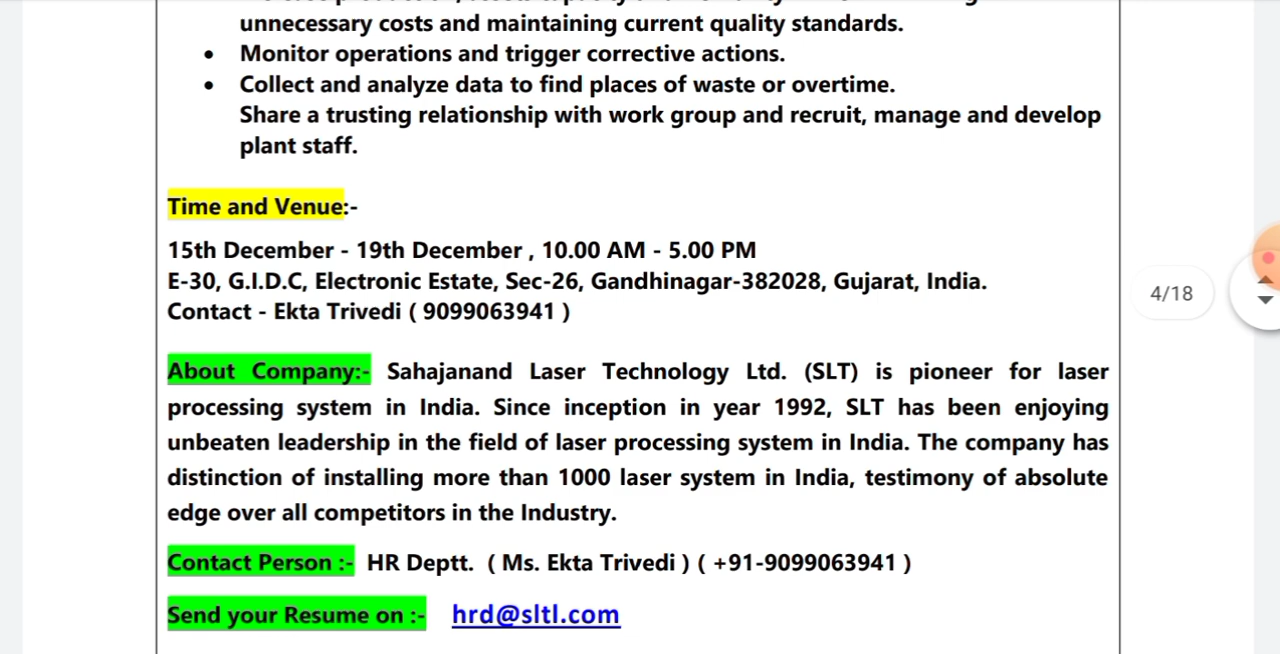 unnecessary costs and maintaining current quality standards.
• Monitor operations and trigger corrective actions.
• Collect and analyze data to find places of waste or overtime.
Share a trusting relationship with work group and recruit, manage and develop
plant staff.
Time and Venue:-
15th December - 19th December , 10.00 AM - 5.00 PM
E-30, G.I.D.C, Electronic Estate, Sec-26, Gandhinagar-382028, Gujarat, India.
Contact - Ekta Trivedi ( 9099063941 )
4/18
About Company:- Sahajanand Laser Technology Ltd. (SLT) is pioneer for laser
processing system in India. Since inception in year 1992, SLT has been enjoying
unbeaten leadership in the field of laser processing system in India. The company has
distinction of installing more than 1000 laser system in India, testimony of absolute
edge over all competitors in the Industry.
Contact Person :- HR Deptt. ( Ms. Ekta Trivedi ) ( +91-9099063941 )
Send your Resume on :- hrd@sltl.com